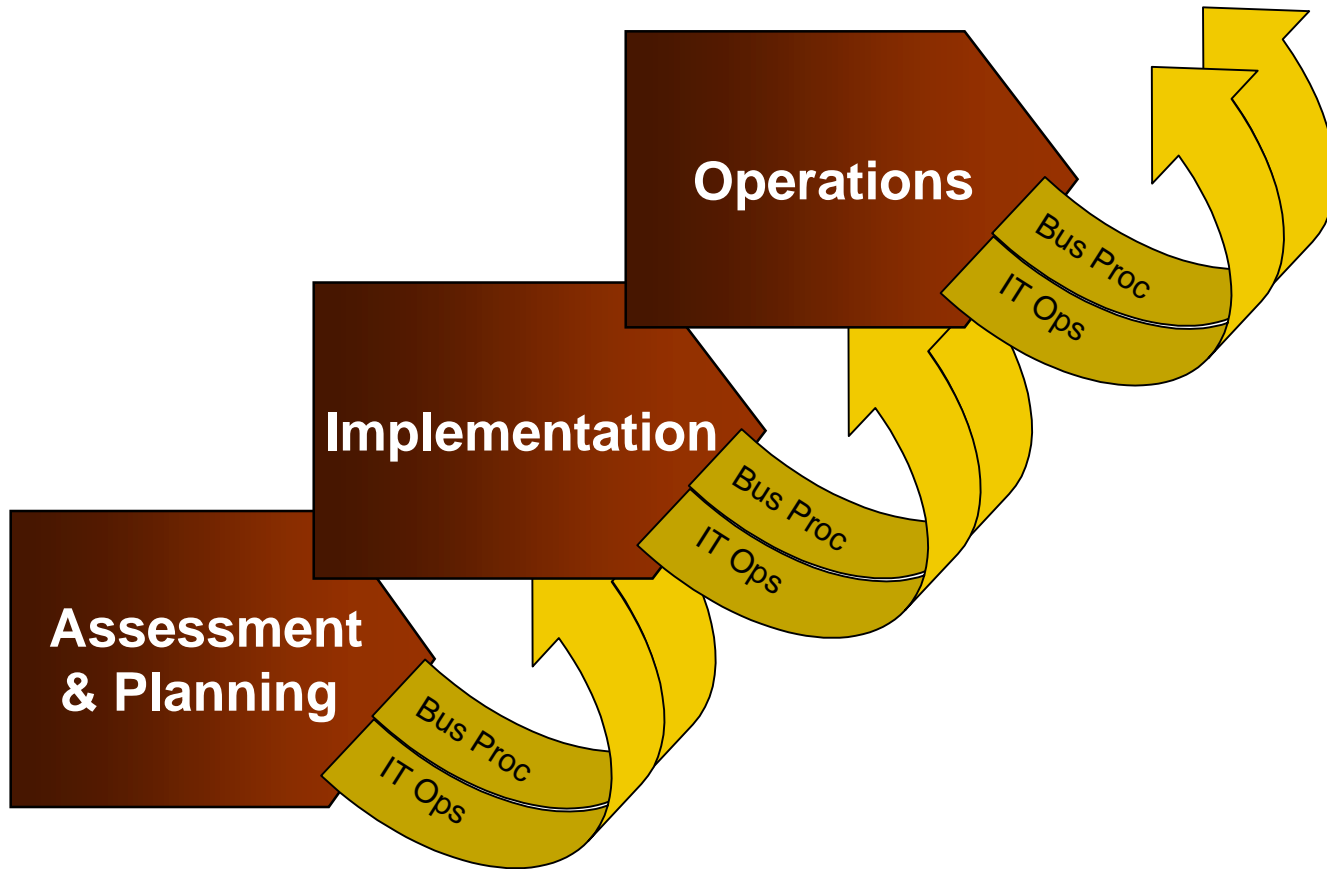 Operations
Bus Proc
IT Ops
Implementation
Bus Proc
IT Ops
Assessment
& Planning
Bus Proc
IT Ops